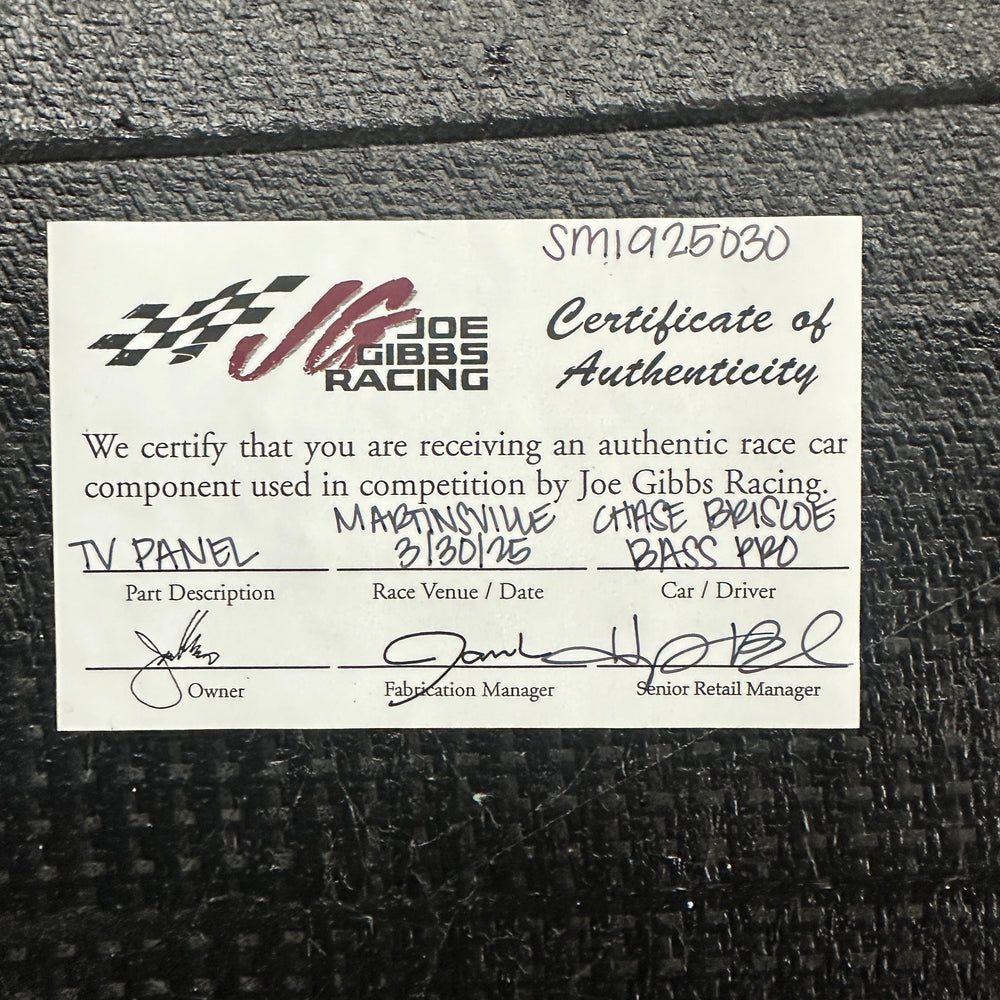 SM1925030
JG JOE
GIBBS
RACING
Certificate of
Authenticity
We certify that you are receiving an authentic race car
component used in competition by Joe Gibbs Racing.
TV PANEL
MARTINSVILLE
3/30/25
CHASE BRISCOE
BASS PRO
Part Description
Race Venue / Date
Car / Driver
Owner
Fabrication Manager
Senior Retail Manager